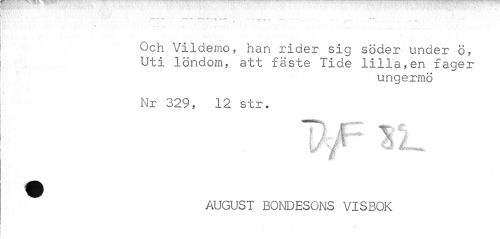 Och Vildemo, han rider sig söder under ö,
Uti löndom, att fäste Tide lilla,en fager
ungermö
Nr 329, 12 str.
DgF 82
AUGUST BONDESONS VISBOK